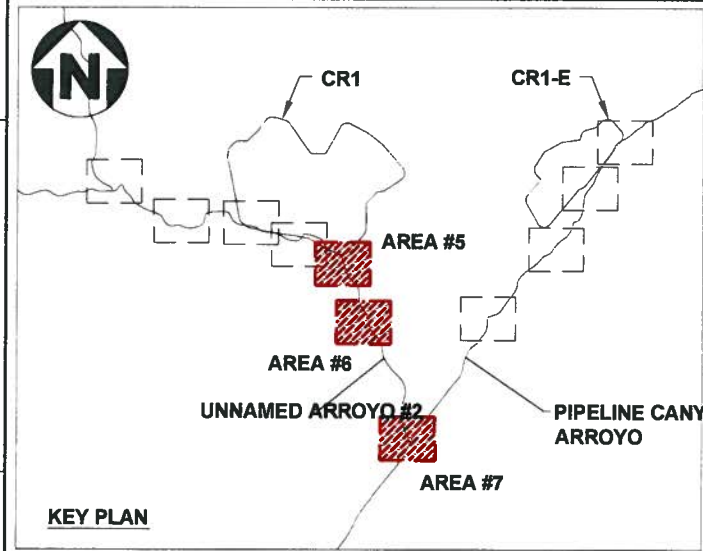 N
CR1
CR1-E
AREA #5
AREA #6
UNNAMED ARROYO #2
PIPELINE CANY
ARROYO
AREA #7
KEY PLAN